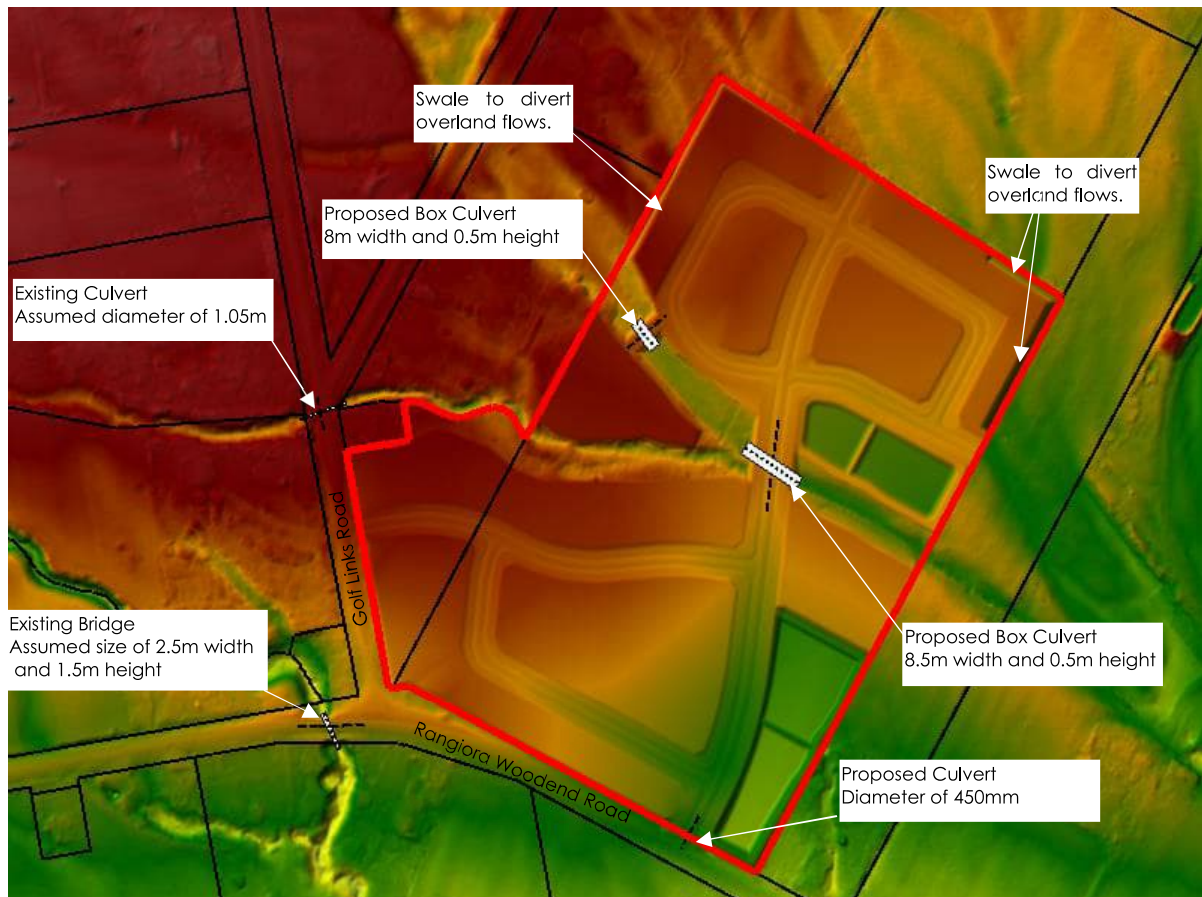 Swale to divert
overland flows.
Swale to divert
overland flows.
Proposed Box Culvert
8m width and 0.5m height
Existing Culvert
Assumed diameter of 1.05m
Golf Links Road
Existing Bridge
Assumed size of 2.5m width
and 1.5m height
Proposed Box Culvert
8.5m width and 0.5m height
Rangiora Woodend Road
Proposed Culvert
Diameter of 450mm